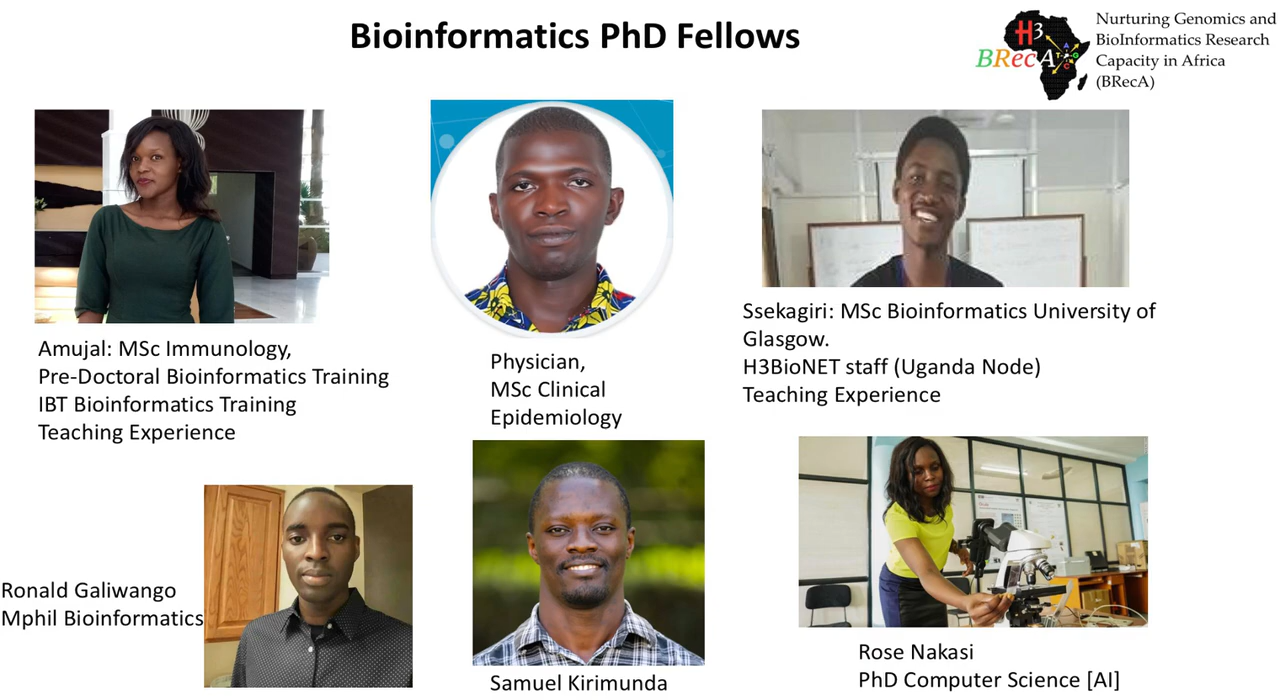 Bioinformatics PhD Fellows
H3
BRecA
T
A
G
C
Nurturing Genomics and
BioInformatics Research
Capacity in Africa
(BRecA)
Amujal: MSc Immunology,
Pre-Doctoral Bioinformatics Training
IBT Bioinformatics Training
Teaching Experience
Physician,
MSc Clinical
Epidemiology
Ssekagiri: MSc Bioinformatics University of
Glasgow.
H3BioNET staff (Uganda Node)
Teaching Experience
Ronald Galiwango
Mphil Bioinformatics
Samuel Kirimunda
Rose Nakasi
PhD Computer Science [AI]